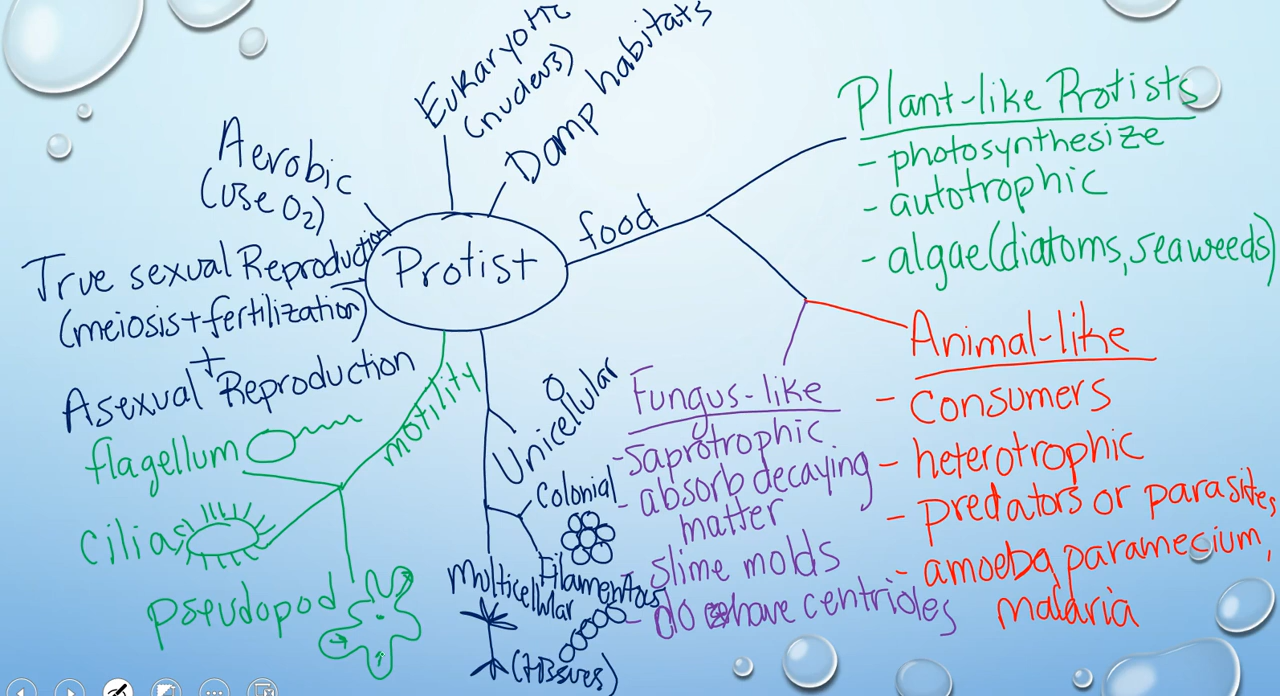 Eukaryotic
(nucleus)
Damp habitats
Aerobic
(use O2)
True sexual Reproduction
(meiosis+fertilization)
+
Asexual Reproduction
Protist
food
Plant-like Protists
- photosynthesize
- autotrophic
- algae(diatoms, seaweeds)
Animal-like
- Consumers
- heterotrophic
- predators or parasites,
- amoeba, paramecium,
malaria
Fungus-like
- Saprotrophic
- absorb decaying
matter
- Slime molds
- do have centrioles
motility
flagellum
cilia
pseudopod
Unicellular
Colonial
Filamentous
Multicellular
(tissues)